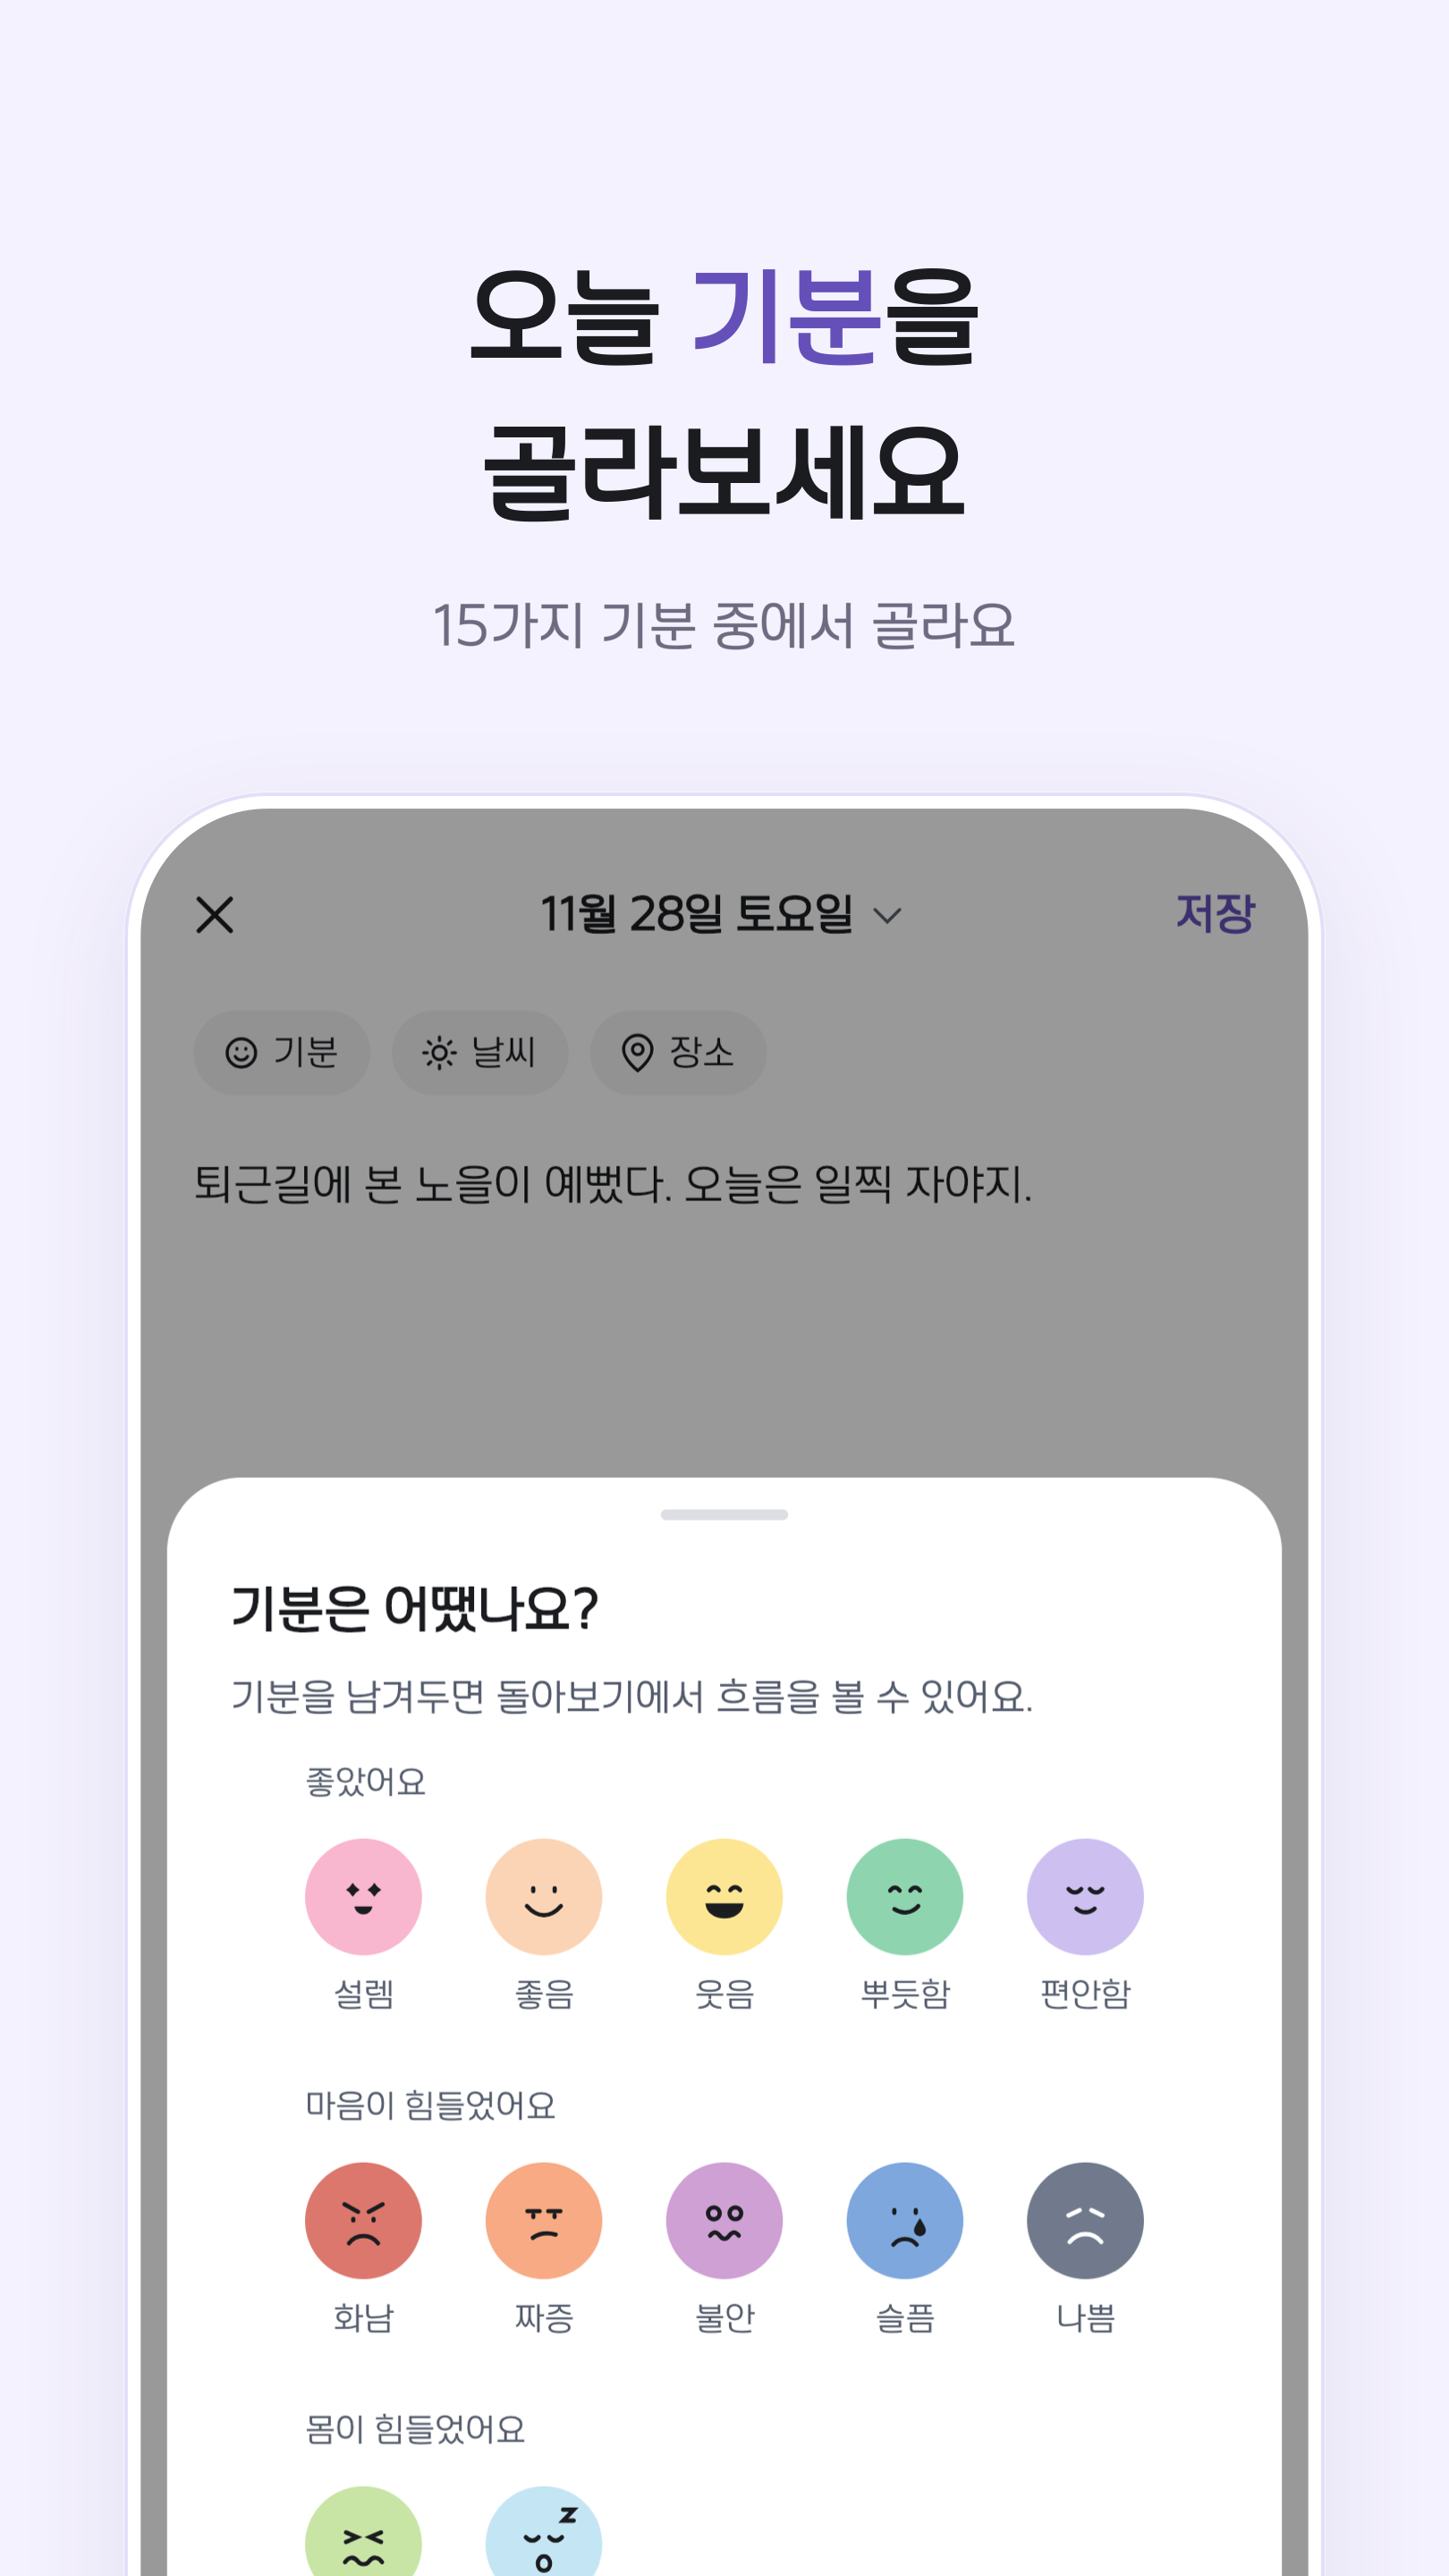 오늘 기분을
골라보세요
15가지 기분 중에서 골라요
11월 28일 토요일
저장
기분
날씨
장소
퇴근길에 본 노을이 예뻤다. 오늘은 일찍 자야지.
기분은 어땠나요?
기분을 남겨두면 돌아보기에서 흐름을 볼 수 있어요.
좋았어요
설렘
좋음
웃음
뿌듯함
편안함
마음이 힘들었어요
화남
짜증
불안
슬픔
나쁨
몸이 힘들었어요
z